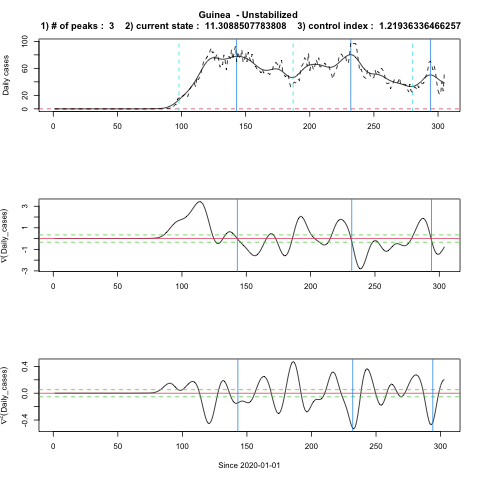 Guinea - Unstabilized
1) # of peaks : 3 2) current state : 11.3088507783808 3) control index : 1.21936336466257
Daily cases
100
60
20
0
0 50 100 150 200 250 300
∇(Daily_cases)
3
1
-1
-3
0 50 100 150 200 250 300
∇²(Daily_cases)
0.4
0.0
-0.4
0 50 100 150 200 250 300
Since 2020-01-01